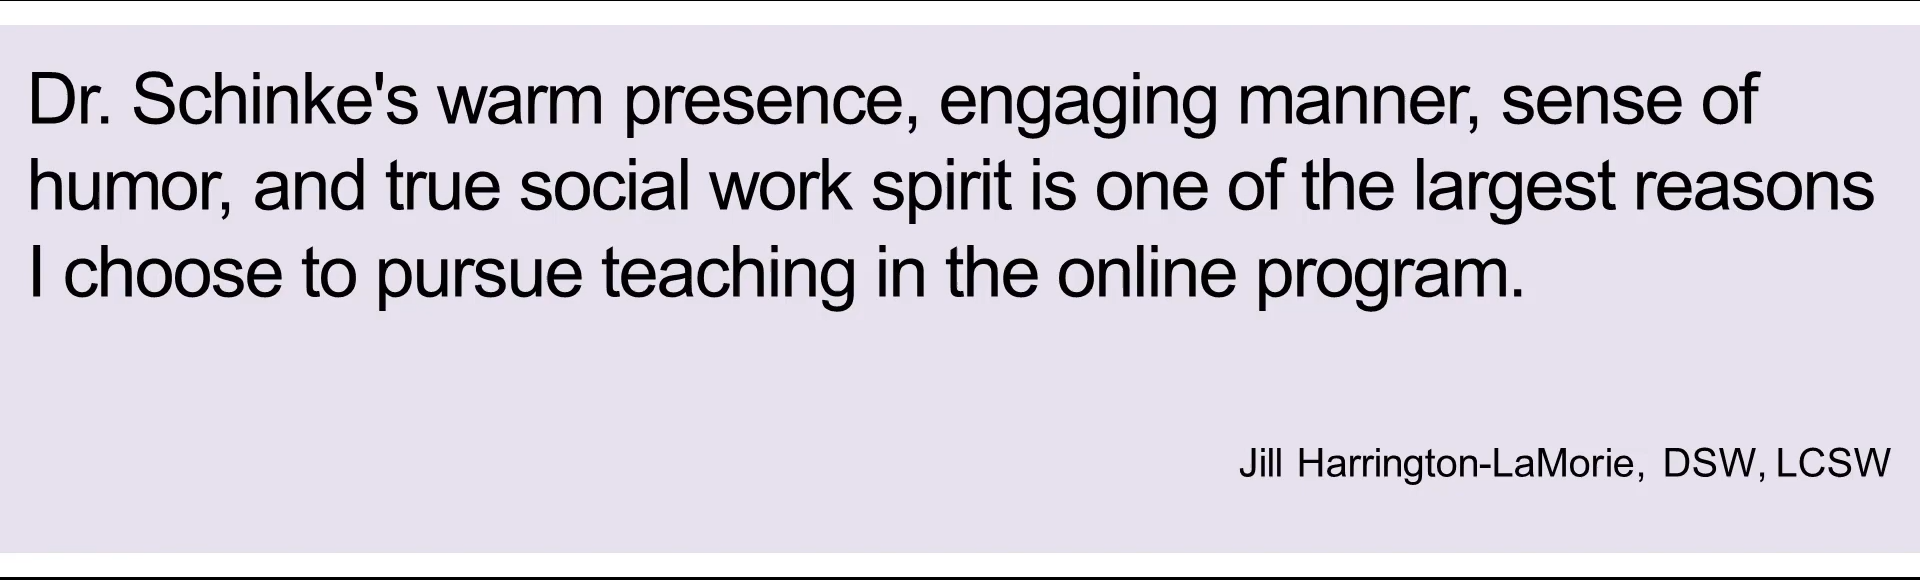 Dr. Schinke's warm presence, engaging manner, sense of
humor, and true social work spirit is one of the largest reasons
I choose to pursue teaching in the online program.
Jill Harrington-LaMorie, DSW, LCSW